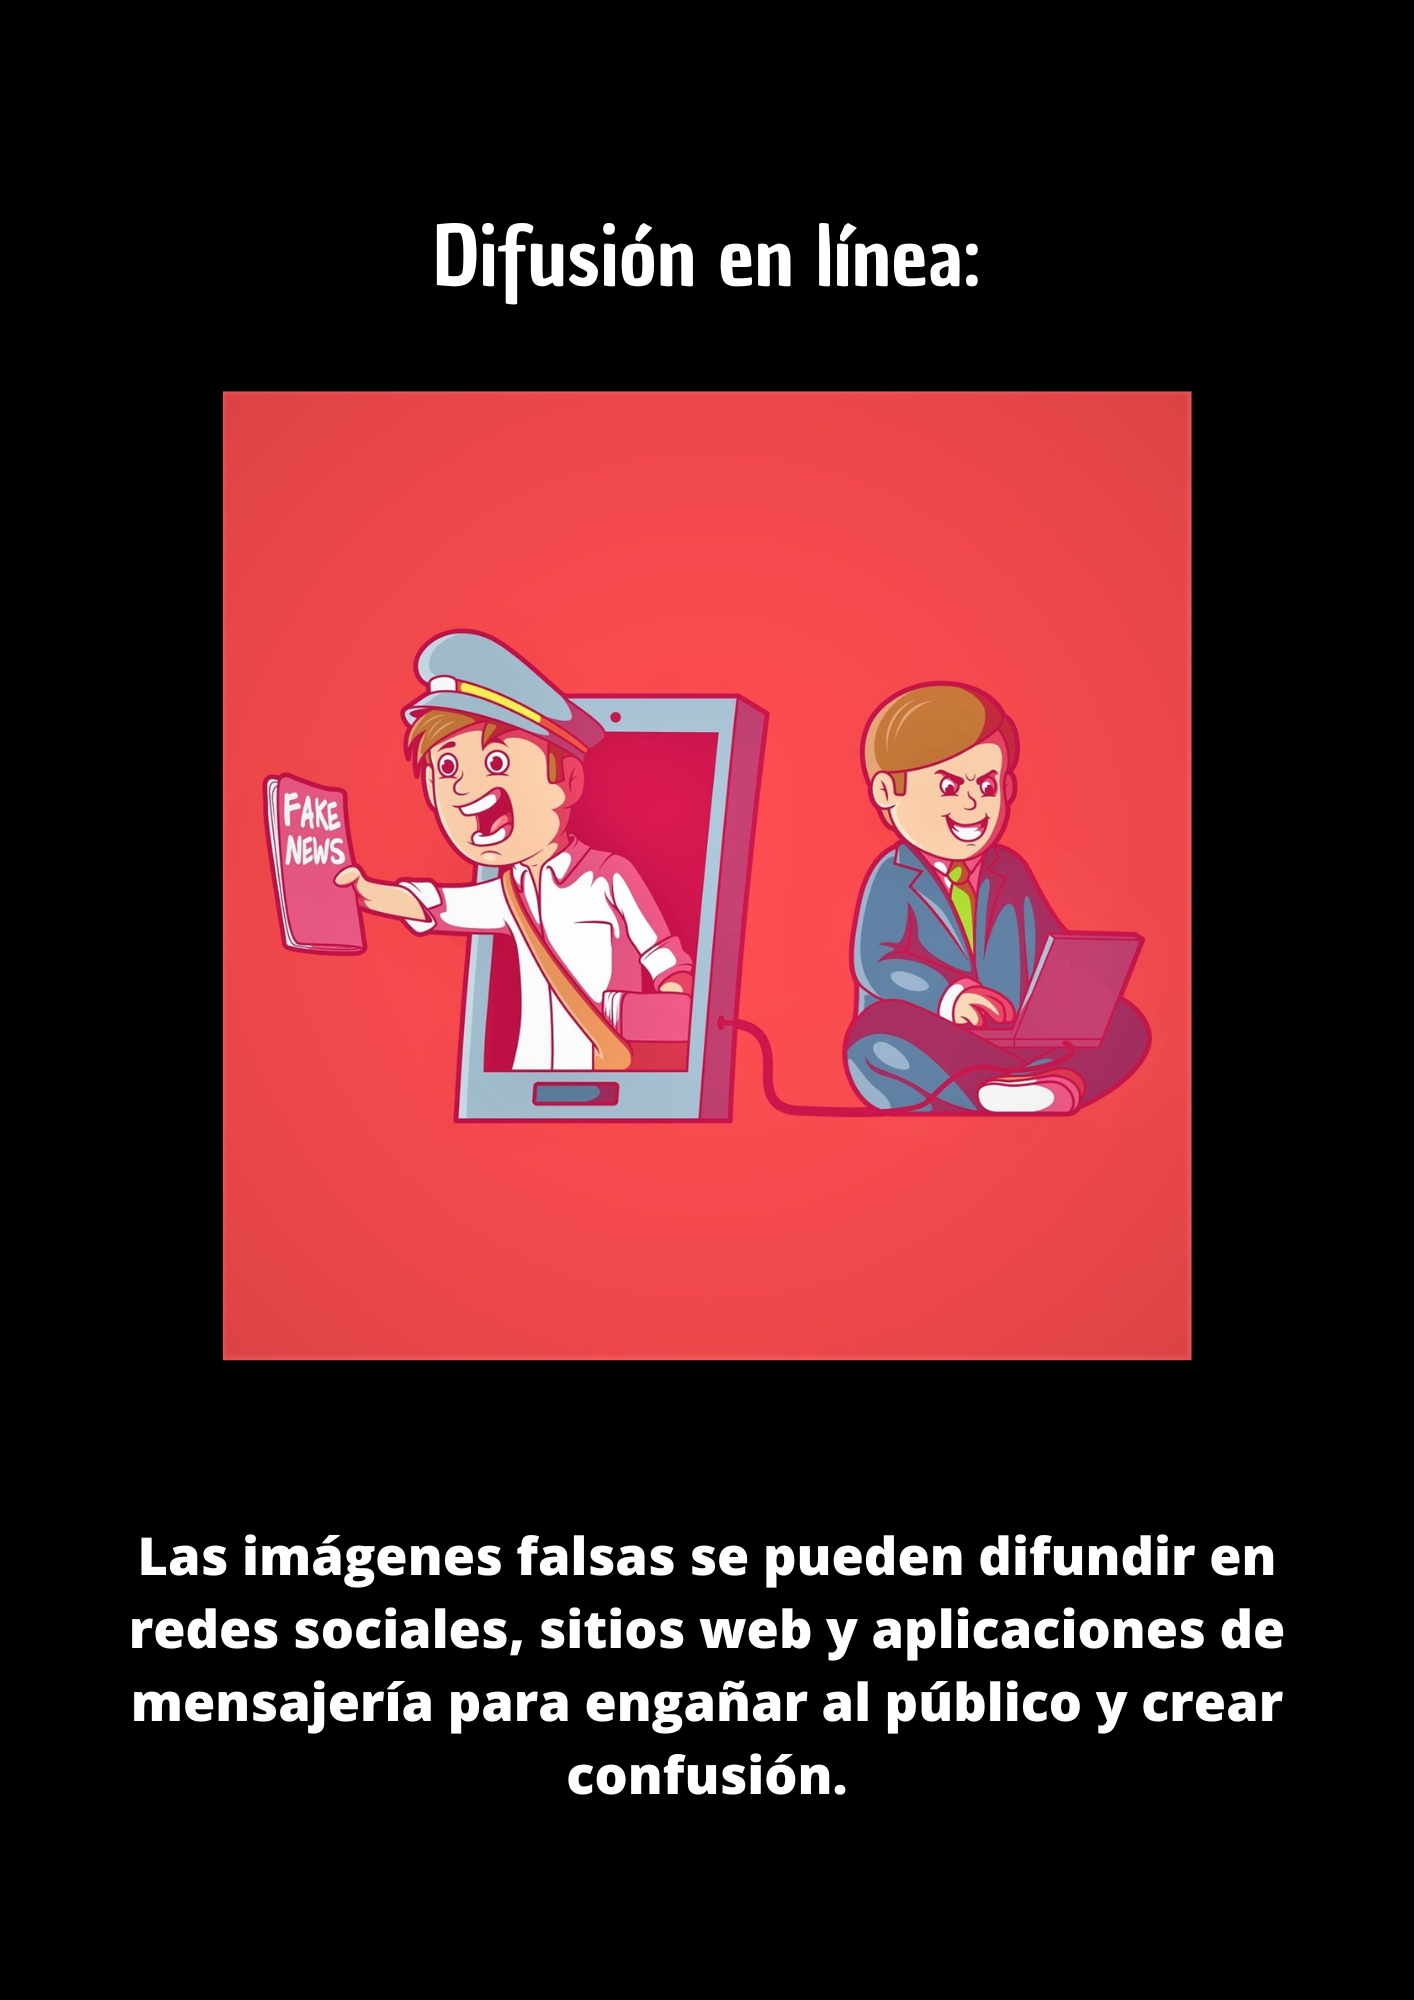 Difusión en línea:
FAKE
NEWS
Las imágenes falsas se pueden difundir en
redes sociales, sitios web y aplicaciones de
mensajería para engañar al público y crear
confusión.